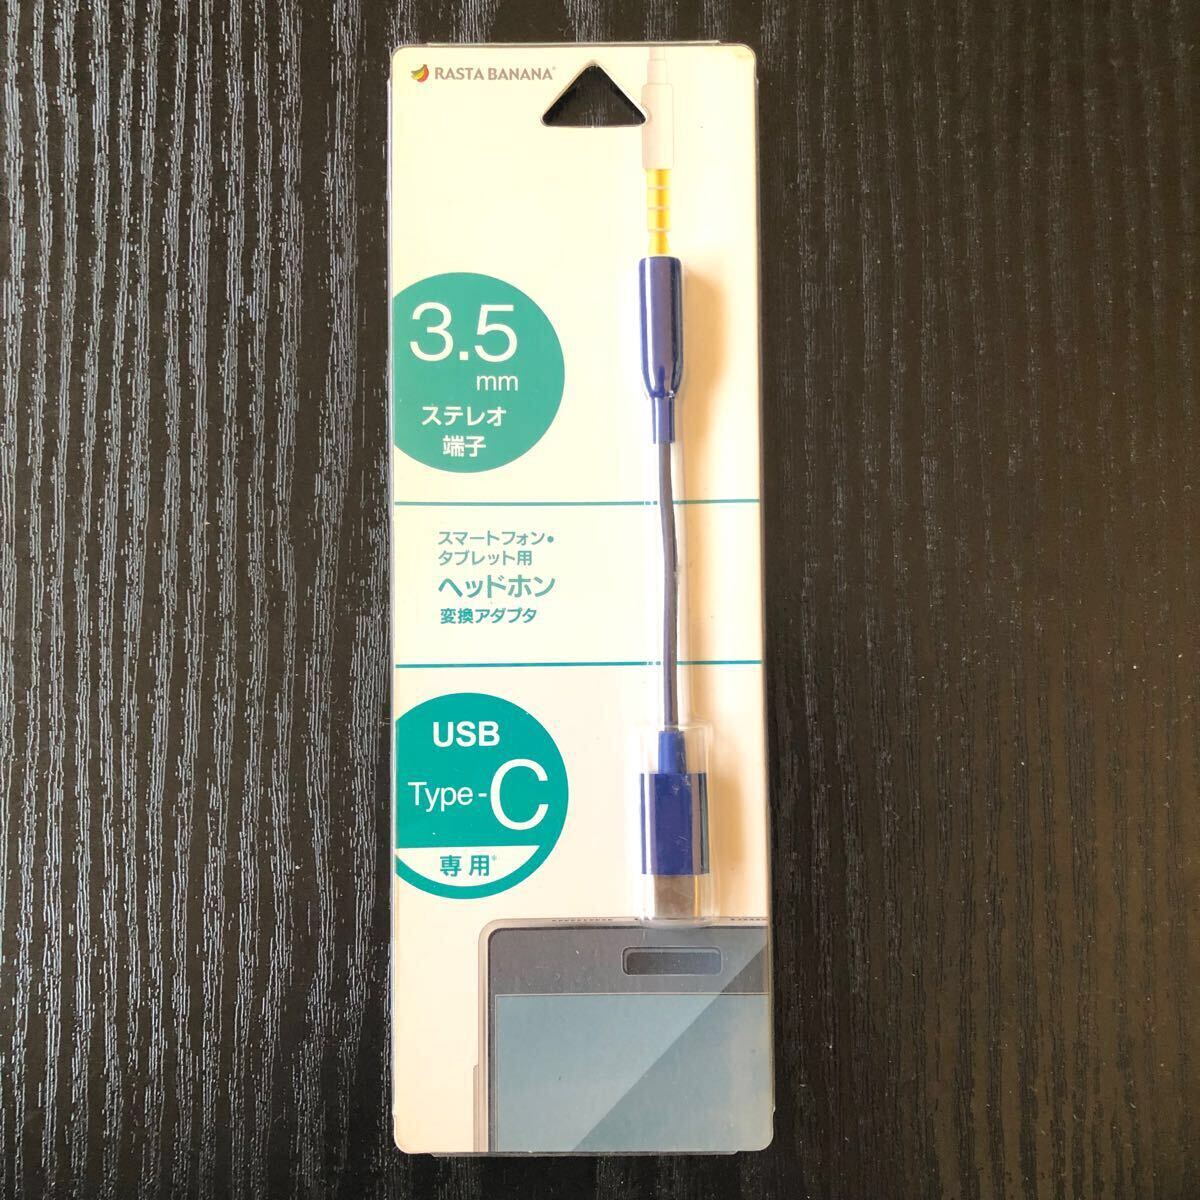 RASTA BANANA®
3.5
mm
ステレオ
端子
スマートフォン・
タブレット用
ヘッドホン
変換アダプタ
USB
Type-C
専用*